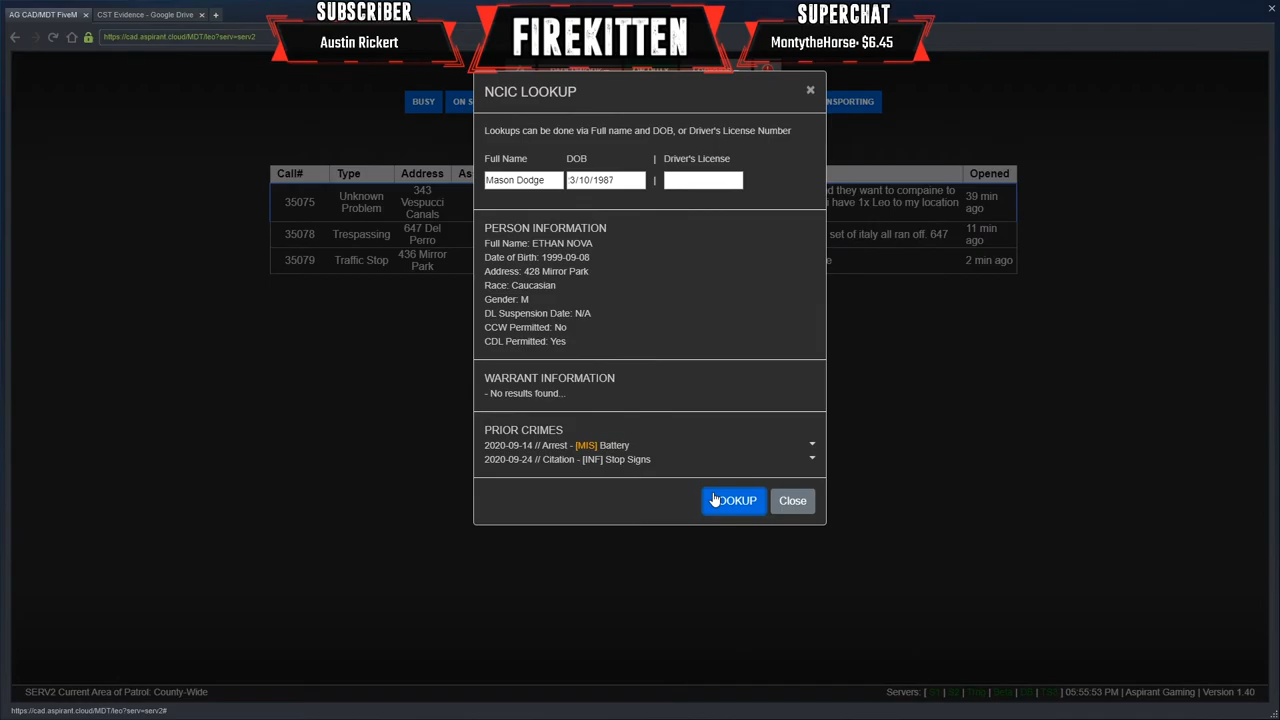 AG CAD/MDT FiveM
CST Evidence - Google Drive
https://cad.aspirant.cloud/MDT/leo?serv=serv2
SUBSCRIBER
Austin Rickert
FIREKITTEN
SUPERCHAT
MontytheHorse• $6.45
BUSY
ON S
NSPORTING
NCIC LOOKUP
Lookups can be done via Full name and DOB, or Driver's License Number
Full Name DOB | Driver's License
Mason Dodge :3/10/1987 |
Call# Type Address As Opened
35075 Unknown Problem 343 Vespucci Canals d they want to compaine to i have 1x Leo to my location 39 min ago
35078 Trespassing 647 Del Perro set of italy all ran off. 647 11 min ago
35079 Traffic Stop 436 Mirror Park e 2 min ago
PERSON INFORMATION
Full Name: ETHAN NOVA
Date of Birth: 1999-09-08
Address: 428 Mirror Park
Race: Caucasian
Gender: M
DL Suspension Date: N/A
CCW Permitted: No
CDL Permitted: Yes
WARRANT INFORMATION
- No results found...
PRIOR CRIMES
2020-09-14 // Arrest - [MIS] Battery
2020-09-24 // Citation - [INF] Stop Signs
LOOKUP
Close
SERV2 Current Area of Patrol: County-Wide
Servers: [ 05:55:53 PM | Aspirant Gaming | Version 1.40
https://cad.aspirant.cloud/MDT/leo?serv=serv2#